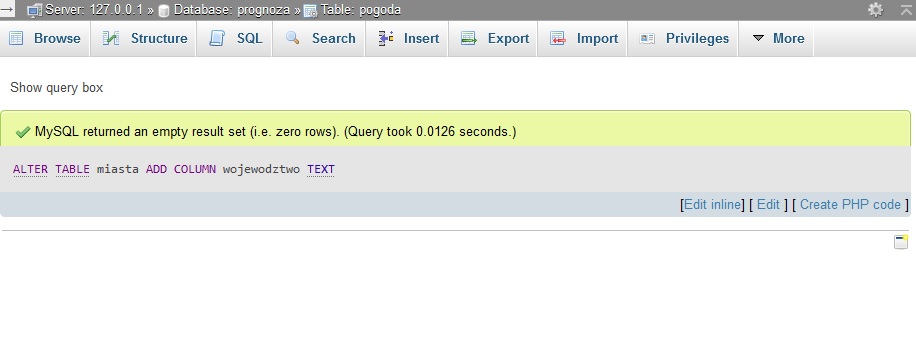 Server: 127.0.0.1 » Database: prognoza » Table: pogoda
Browse Structure SQL Search Insert Export Import Privileges More
Show query box
MySQL returned an empty result set (i.e. zero rows). (Query took 0.0126 seconds.)
ALTER TABLE miasta ADD COLUMN wojewodztwo TEXT
[Edit inline] [ Edit ] [ Create PHP code ]